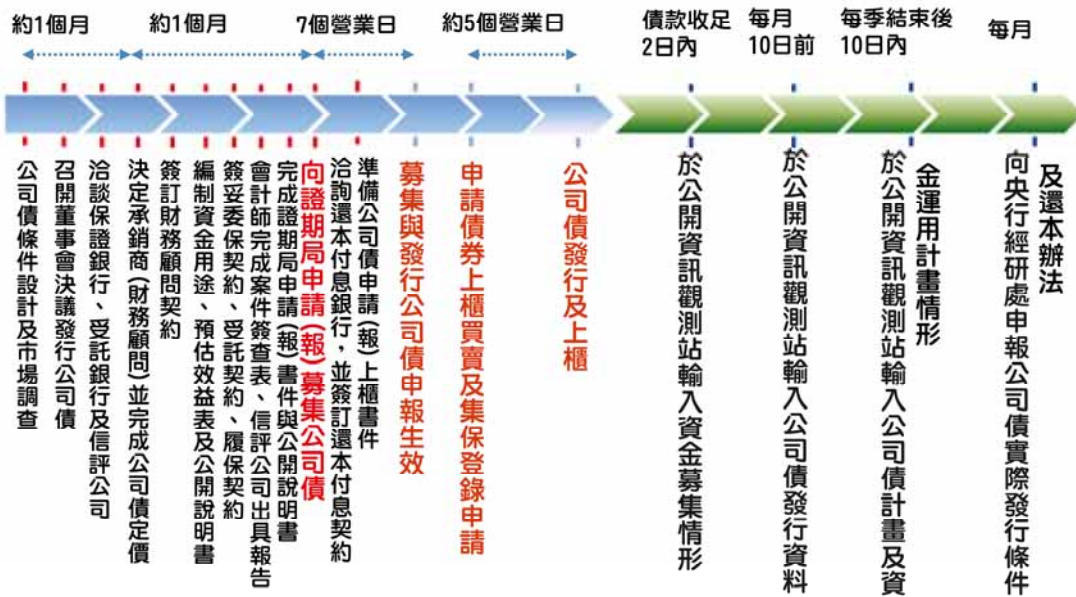 約1個月
約1個月
7個營業日
約5個營業日
債款收足
2日內
每月
10日前
每季結束後
10日內
每月
公司債條件設計及市場調查
召開董事會決議發行公司債
洽談保證銀行、受託銀行及信評公司
決定承銷商(財務顧問)並完成公司債定價
簽訂財務顧問契約
編制資金用途、預估效益表及公開說明書
簽妥委保契約、受託契約、履保契約
會計師完成案件簽查表、信評公司出具報告
完成證期局申請(報)書件與公開說明書
向證期局申請(報)募集公司債
洽詢還本付息銀行，並簽訂還本付息契約
準備公司債申請(報)上櫃書件
募集與發行公司債申報生效
申請債券上櫃買賣及集保登錄申請
公司債發行及上櫃
於公開資訊觀測站輸入資金募集情形
於公開資訊觀測站輸入公司債發行資料
於公開資訊觀測站輸入公司債計畫及資
金運用計畫情形
向央行經研處申報公司債實際發行條件
及還本辦法